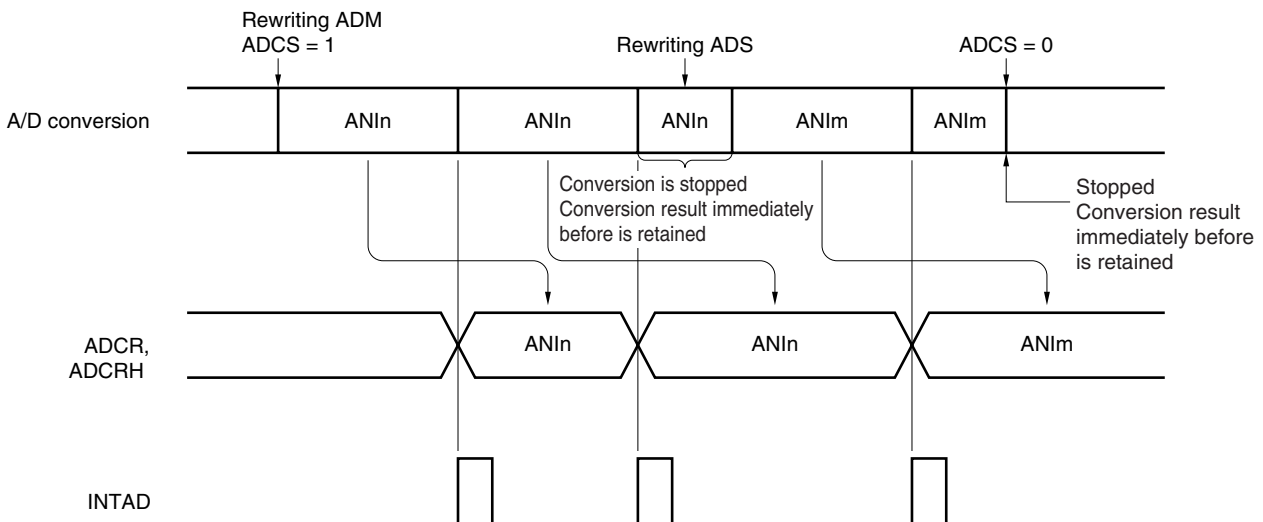 Rewriting ADM
ADCS = 1
Rewriting ADS
ADCS = 0
A/D conversion
ANIn
ANIn
ANIn
ANIm
ANIm
Conversion is stopped
Conversion result immediately
before is retained
Stopped
Conversion result
immediately before
is retained
ADCR,
ADCRH
ANIn
ANIn
ANIm
INTAD